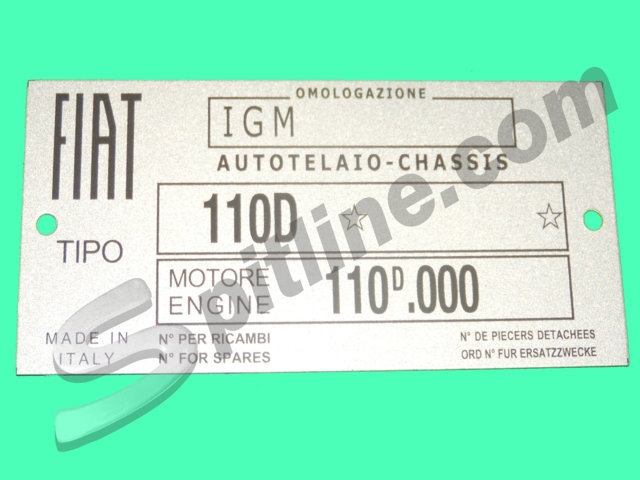 FIAT
OMOLOGAZIONE
IGM
AUTOTELAIO-CHASSIS
TIPO
110D ☆ ☆
MOTORE
ENGINE
110D.000
MADE IN
ITALY
N° PER RICAMBI
N° FOR SPARES
N° DE PIECERS DETACHEES
ORD N° FUR ERSATZZWECKE
Spitline.com